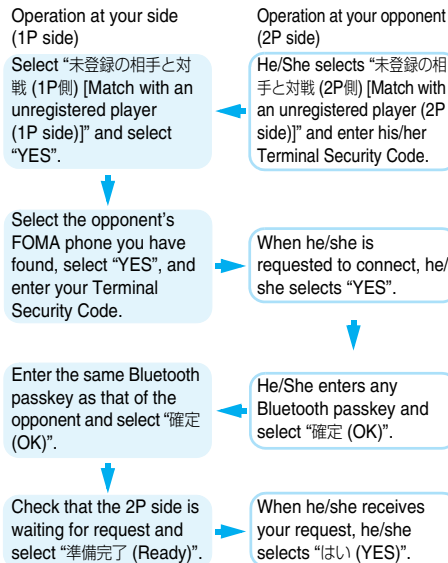 Operation at your side
(1P side)
Operation at your opponent
(2P side)
Select “未登録の相手と対
戦 (1P側) [Match with an
unregistered player
(1P side)]” and select
“YES”.
He/She selects “未登録の相
手と対戦 (2P側) [Match with
an unregistered player (2P
side)]” and enter his/her
Terminal Security Code.
Select the opponent’s
FOMA phone you have
found, select “YES”, and
enter your Terminal
Security Code.
When he/she is
requested to connect, he/
she selects “YES”.
He/She enters any
Bluetooth passkey and
select “確定 (OK)”.
Enter the same Bluetooth
passkey as that of the
opponent and select “確定
(OK)”.
Check that the 2P side is
waiting for request and
select “準備完了 (Ready)”.
When he/she receives
your request, he/she
selects “はい (YES)”.